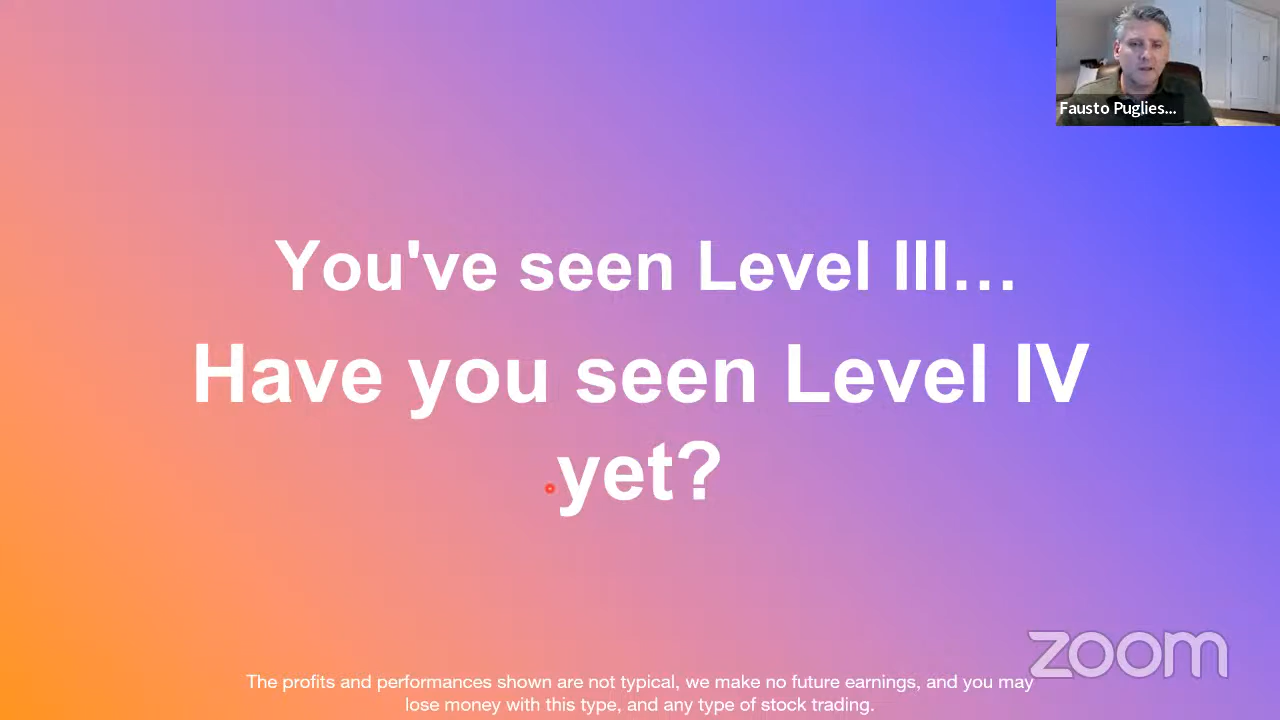 Fausto Puglies...
You've seen Level III...
Have you seen Level IV
yet?
zoom
The profits and performances shown are not typical, we make no future earnings, and you may
lose money with this type, and any type of stock trading.